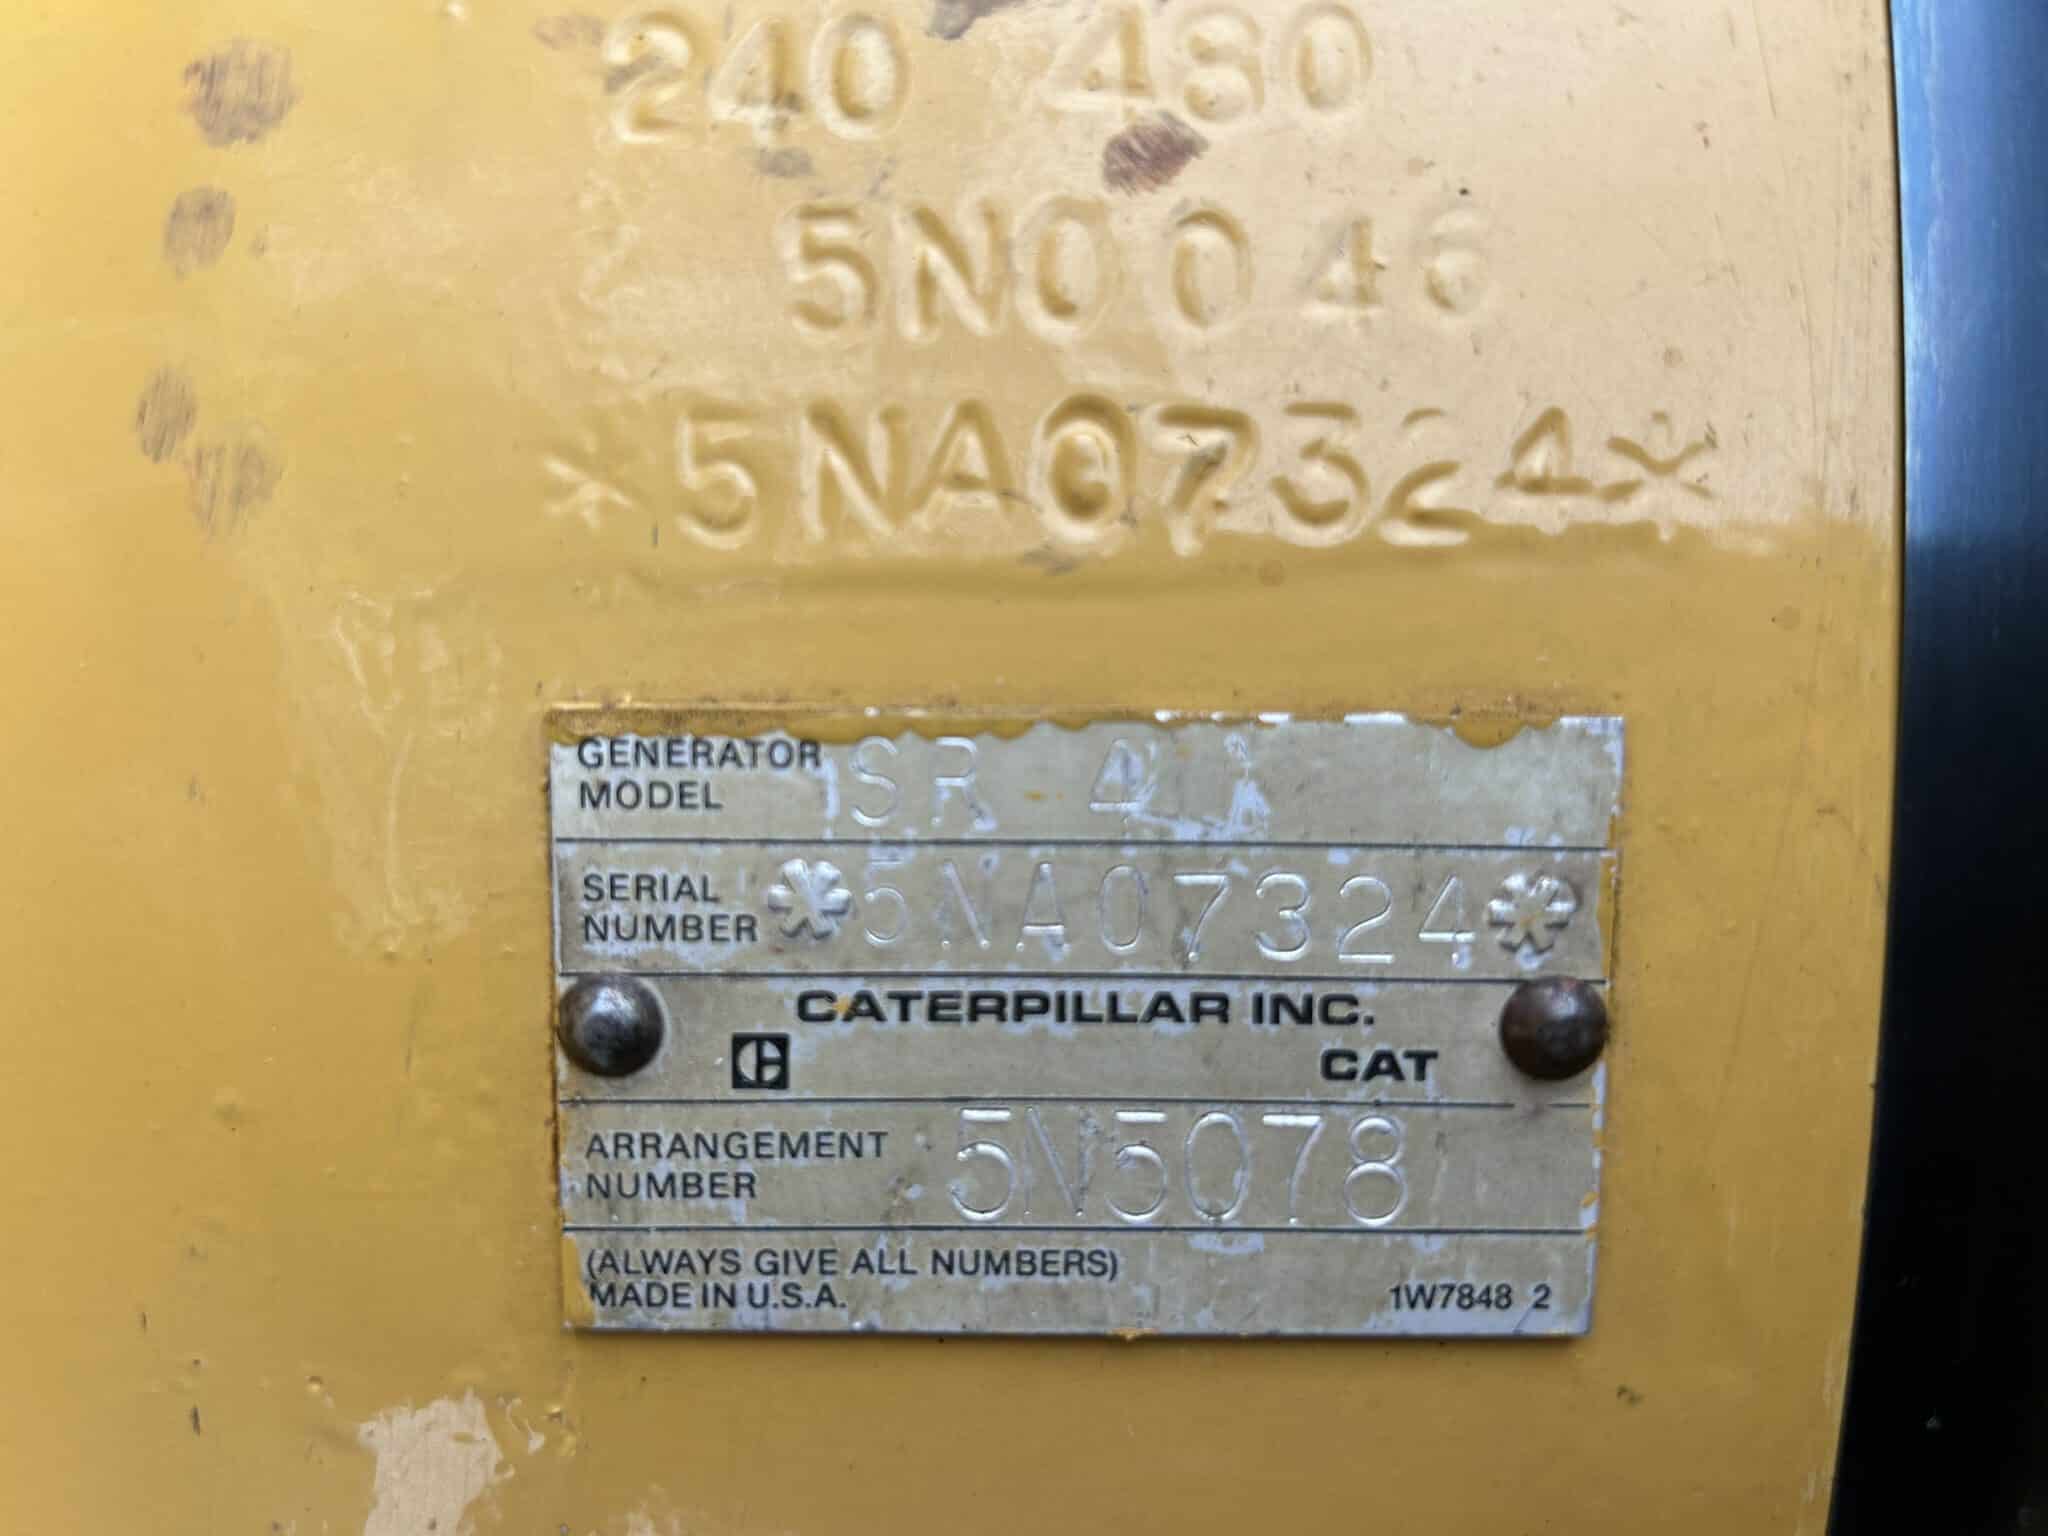 240 480
5N0046
*5NA07324*
GENERATOR
MODEL SR 4
SERIAL
NUMBER *5NA07324*
CATERPILLAR INC.
CAT
ARRANGEMENT
NUMBER 5N5078
(ALWAYS GIVE ALL NUMBERS)
MADE IN U.S.A. 1W7848 2